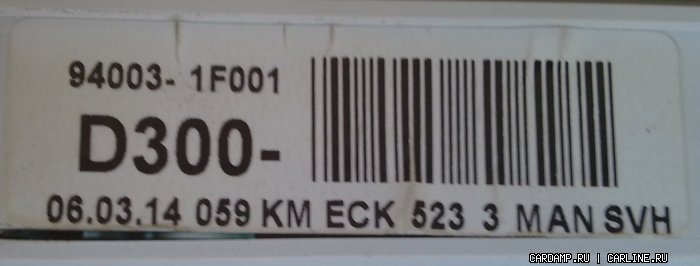 94003- 1F001
D300-
06.03.14 059 KM ECK 523 3 MAN SVH
CARDAMP.RU | CARLINE.RU